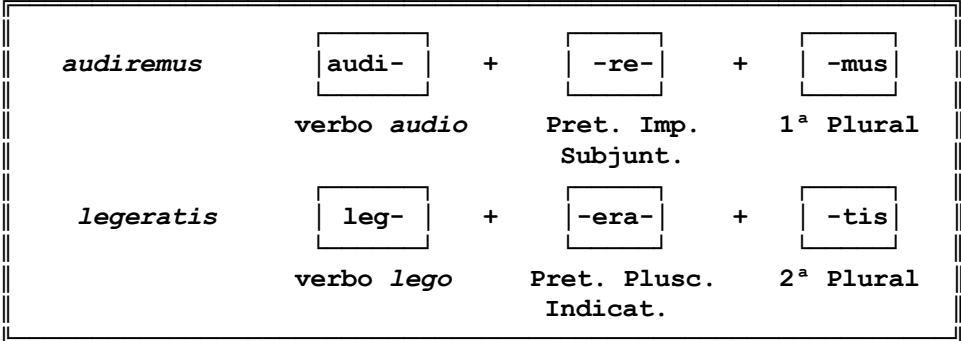 audiremus audi- + -re- + -mus
verbo audio Pret. Imp. 1ª Plural
Subjunt.
legeratis leg- + -era- + -tis
verbo lego Pret. Plusc. 2ª Plural
Indicat.